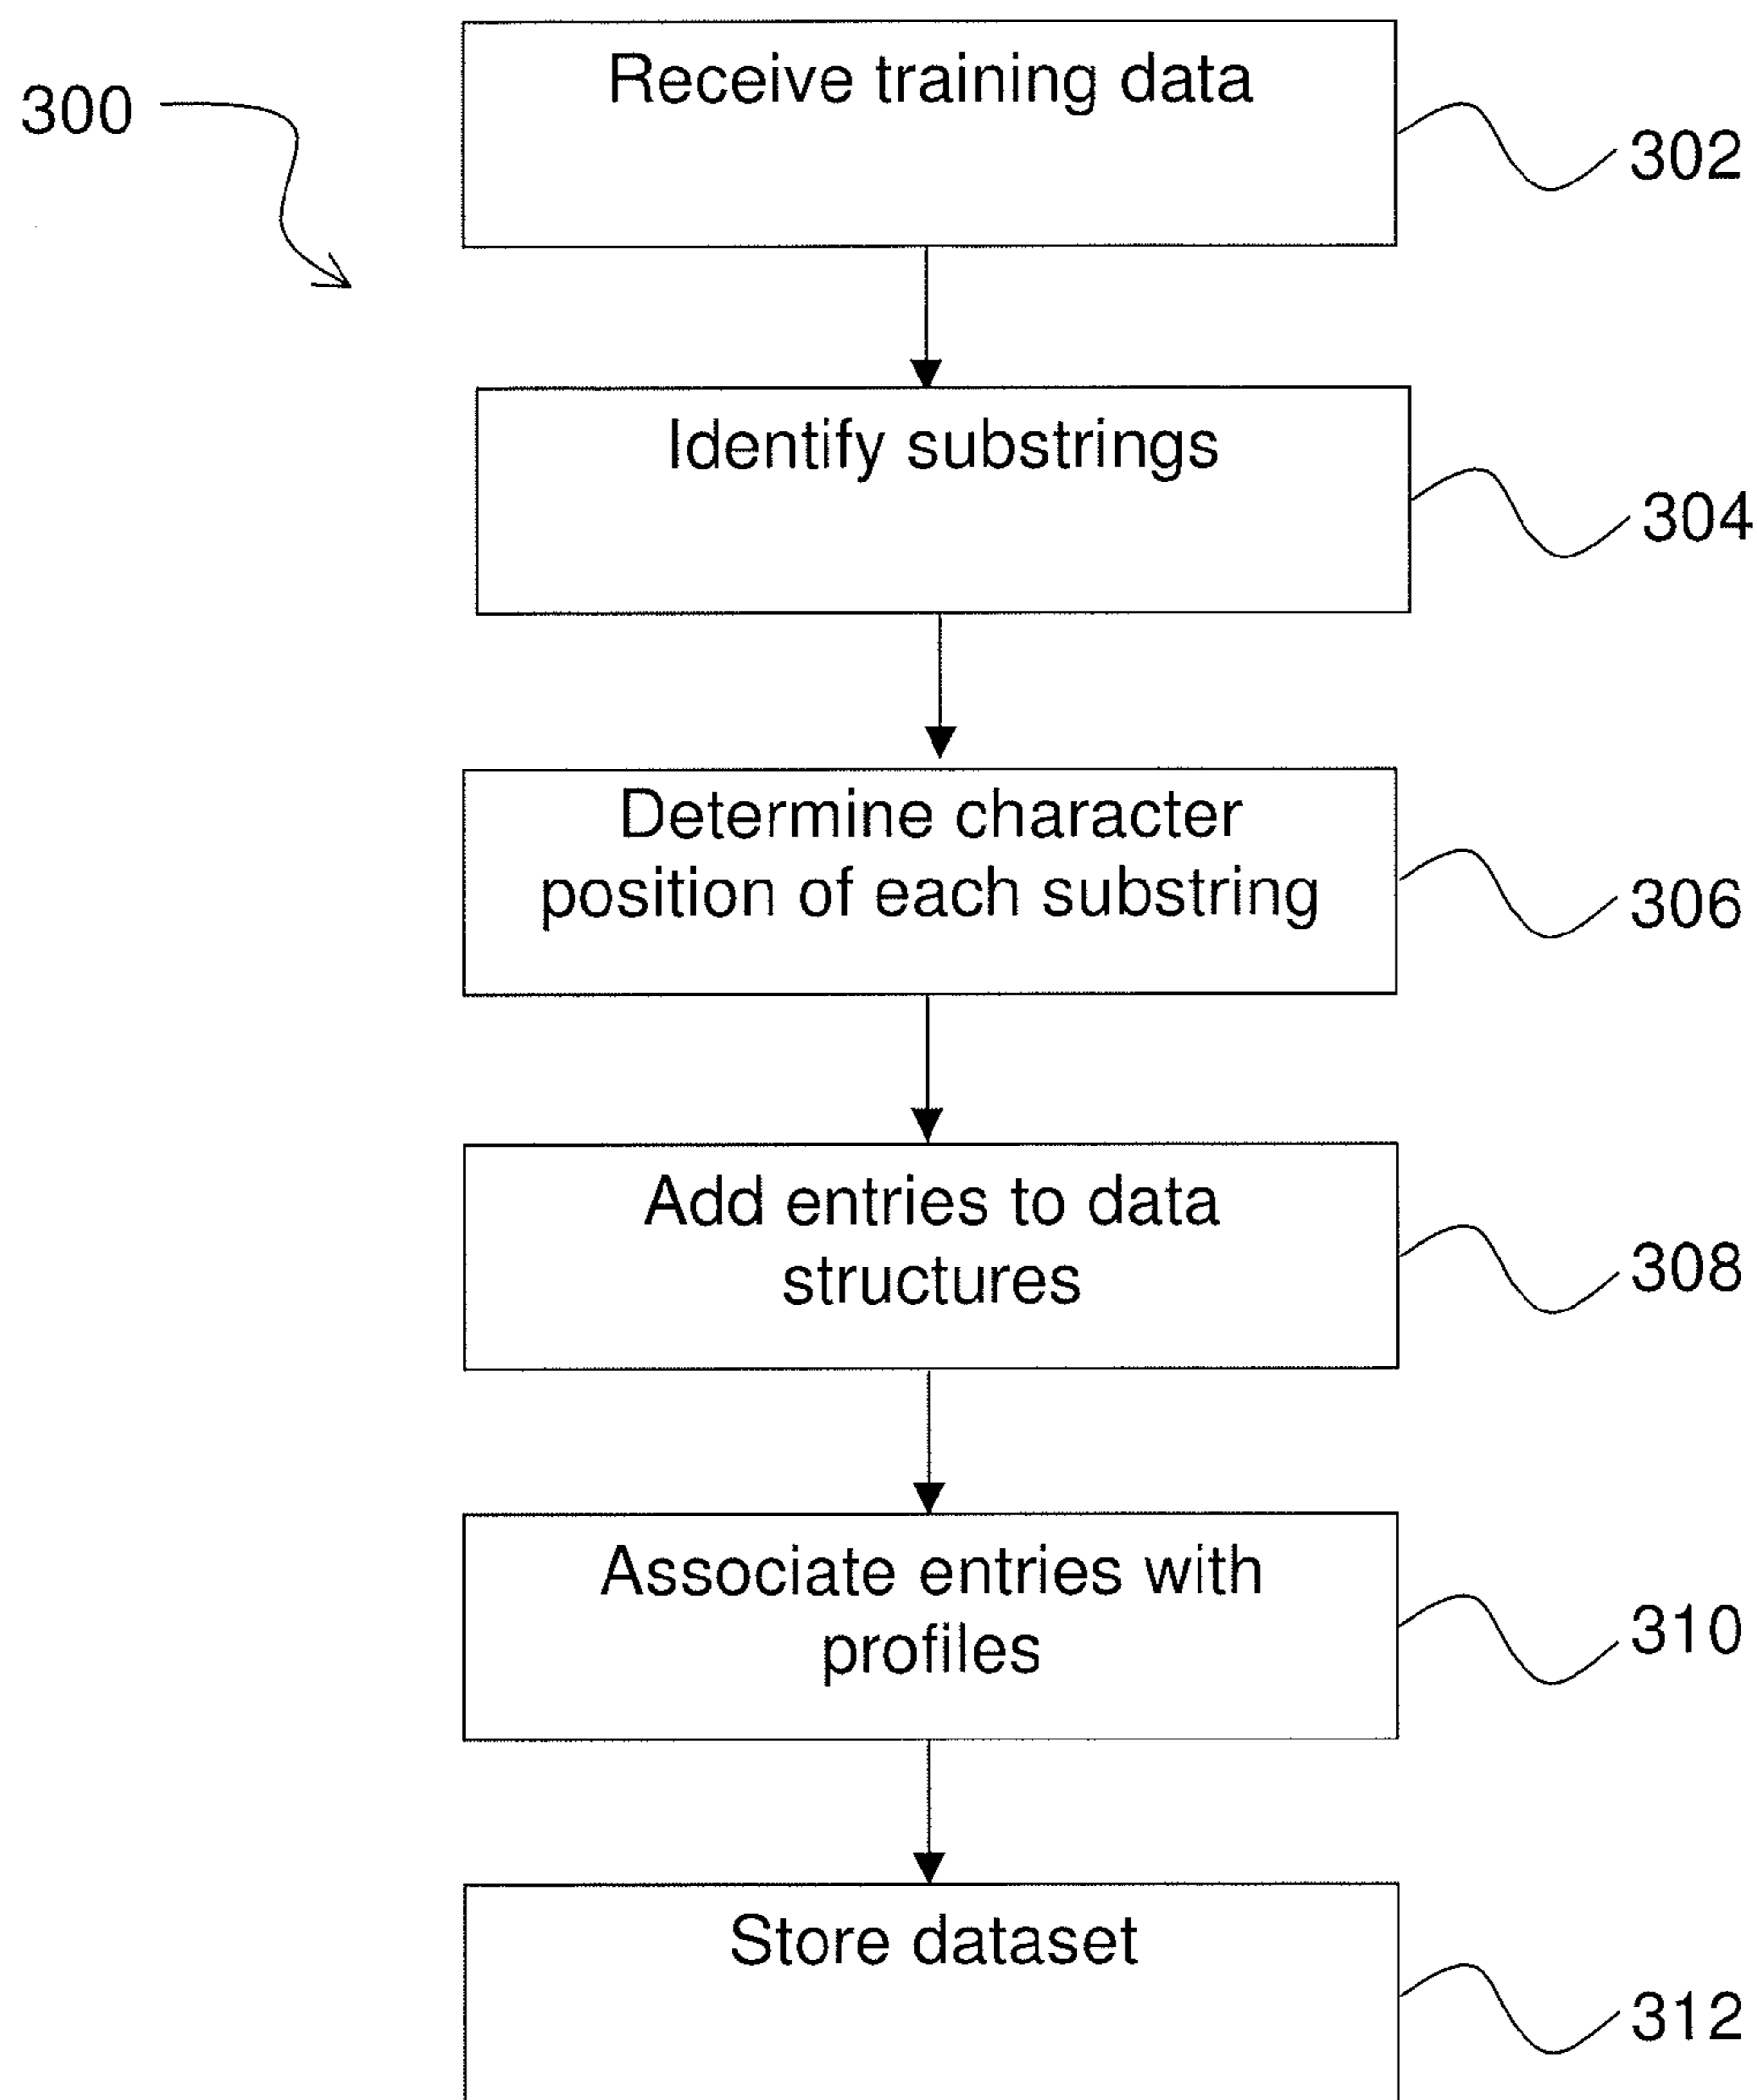 300
Receive training data
302
Identify substrings
304
Determine character
position of each substring
306
Add entries to data
structures
308
Associate entries with
profiles
310
Store dataset
312